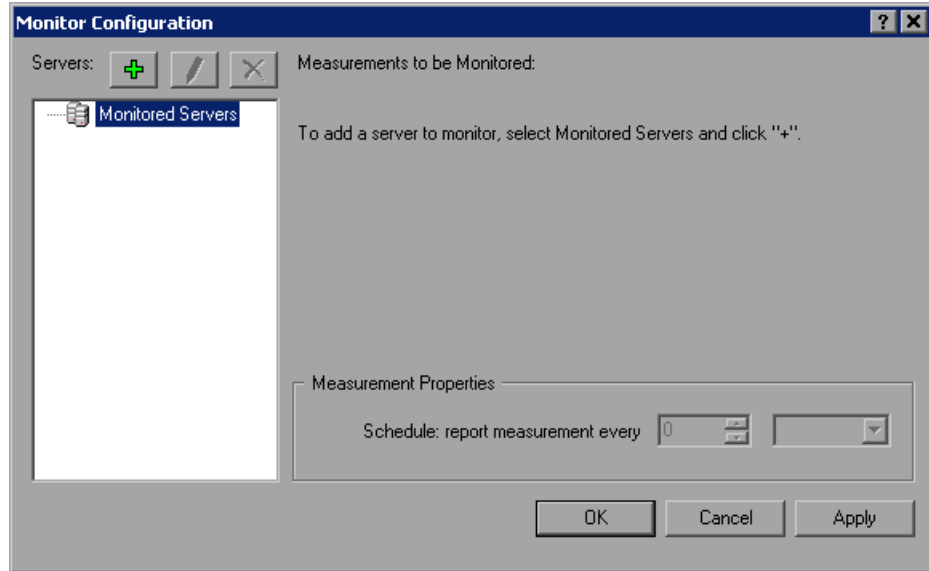 Monitor Configuration
Servers:
Measurements to be Monitored:
Monitored Servers
To add a server to monitor, select Monitored Servers and click "+".
Measurement Properties
Schedule: report measurement every 0
OK Cancel Apply